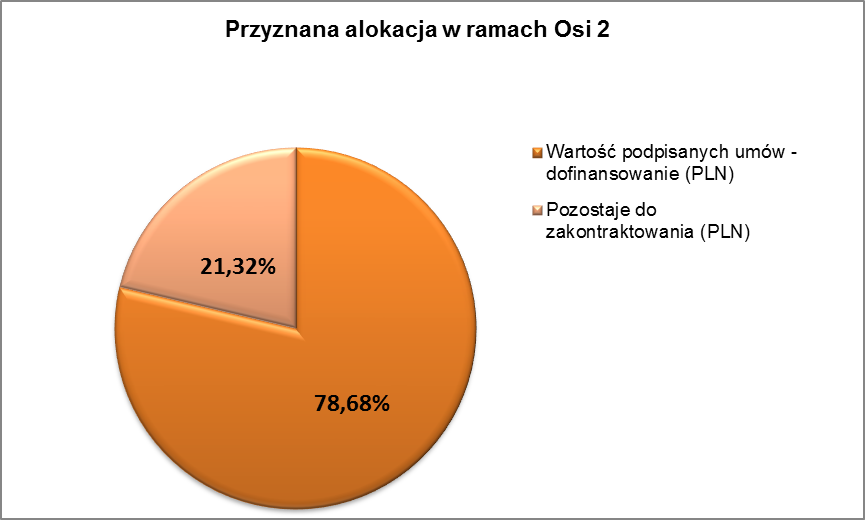 Przyznana alokacja w ramach Osi 2
Wartość podpisanych umów -
dofinansowanie (PLN)
Pozostaje do
zakontraktowania (PLN)
21,32%
78,68%